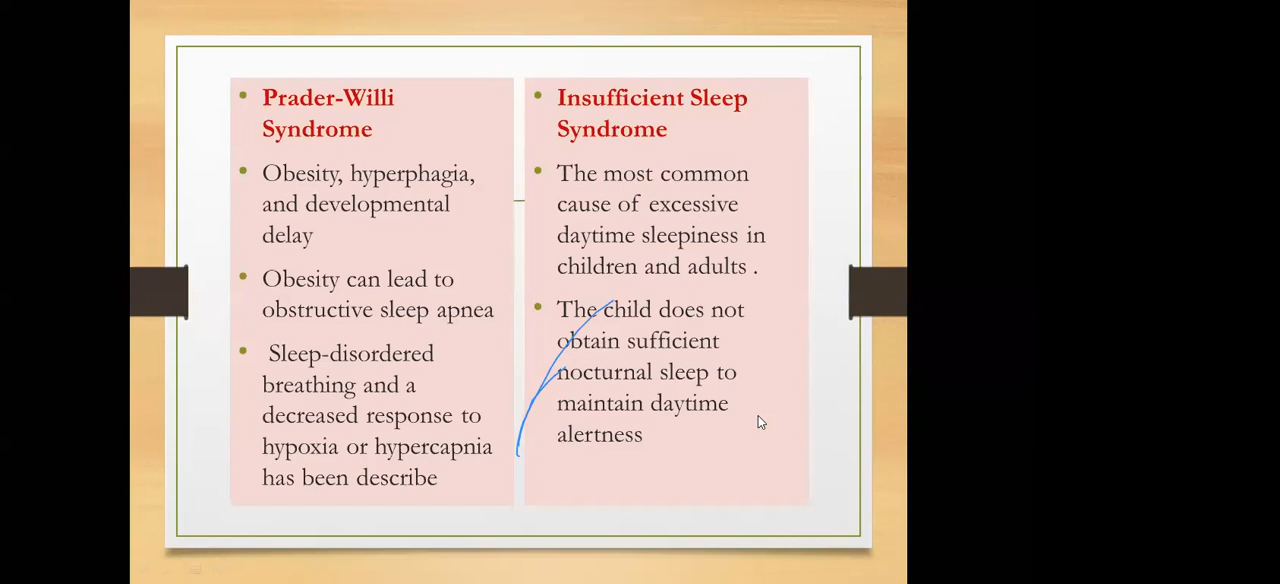 Prader-Willi
Syndrome
Obesity, hyperphagia,
and developmental
delay
Obesity can lead to
obstructive sleep apnea
Sleep-disordered
breathing and a
decreased response to
hypoxia or hypercapnia
has been describe
Insufficient Sleep
Syndrome
The most common
cause of excessive
daytime sleepiness in
children and adults .
The child does not
obtain sufficient
nocturnal sleep to
maintain daytime
alertness